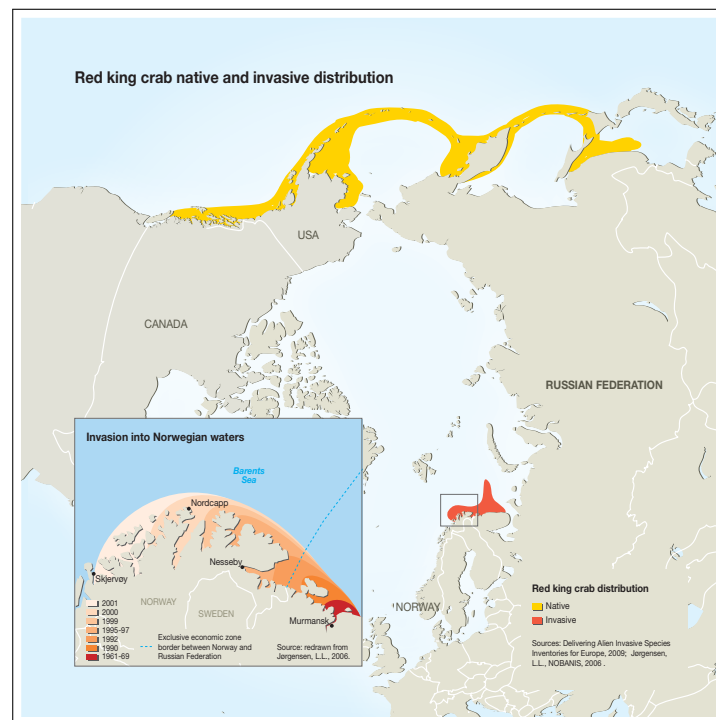 Red king crab native and invasive distribution
USA
CANADA
RUSSIAN FEDERATION
NORWAY
Invasion into Norwegian waters
Barents
Sea
Nordcapp
Nesseby
Skjervøy
NORWAY
SWEDEN
Murmansk
2001
2000
1999
1995-97
1992
1990
1961-69
Exclusive economic zone
border between Norway and
Russian Federation
Source: redrawn from
Jørgensen, L.L., 2006.
Red king crab distribution
Native
Invasive
Sources: Delivering Alien Invasive Species
Inventories for Europe, 2009; Jørgensen,
L.L., NOBANIS, 2006 .